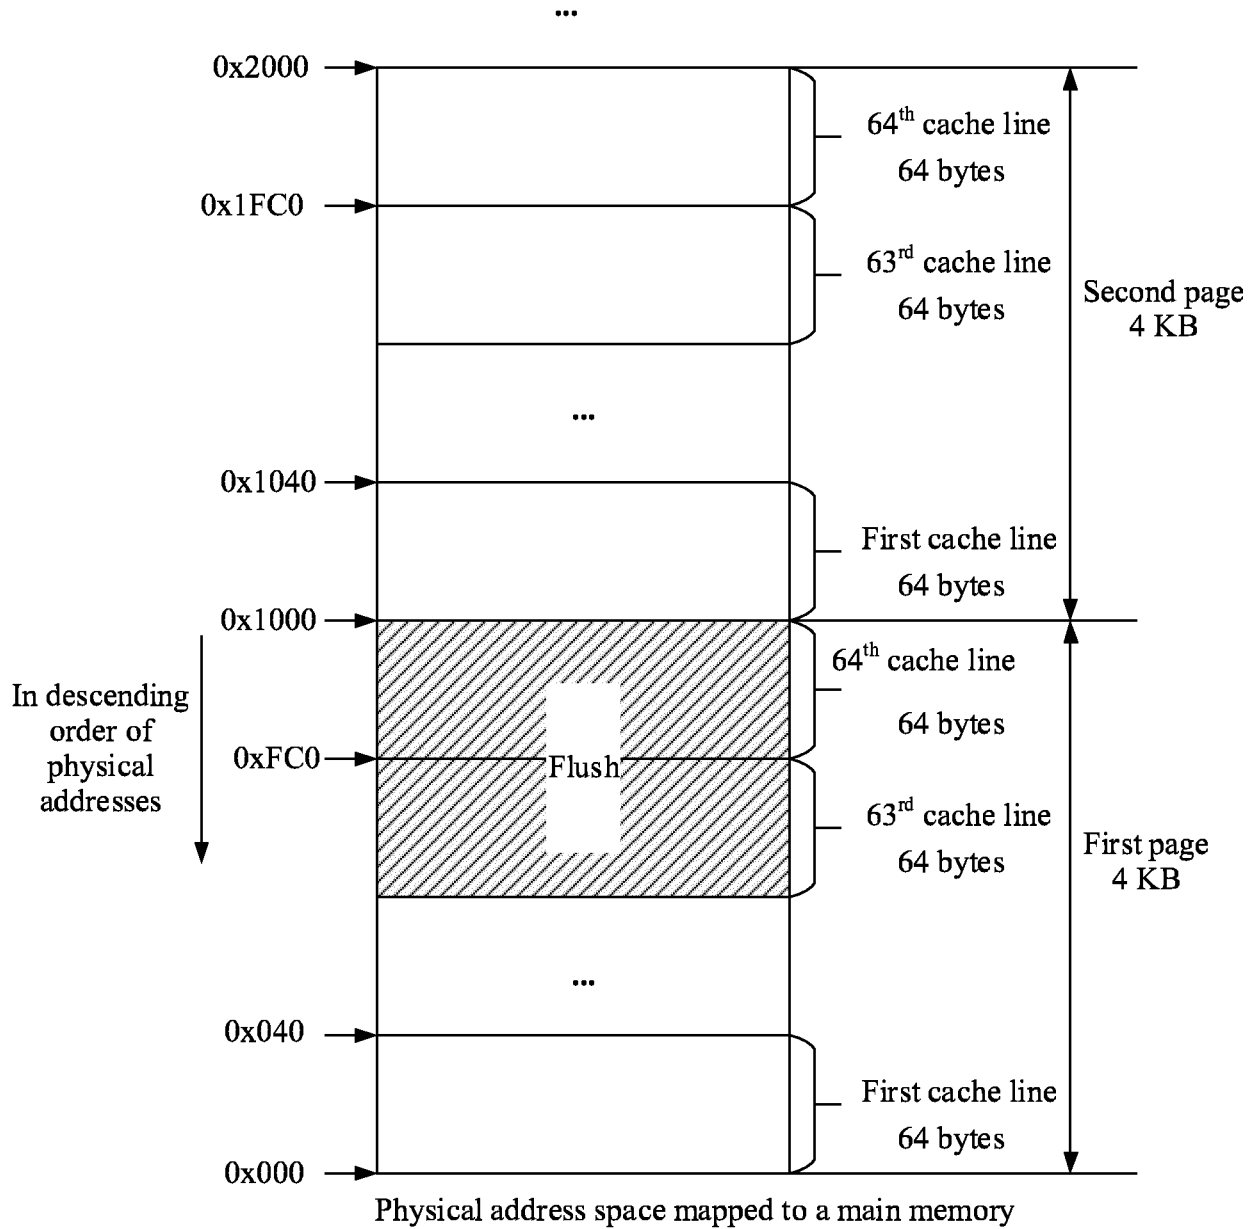 ...
0x2000
64th cache line
64 bytes
0x1FC0
63rd cache line
64 bytes
Second page
4 KB
...
0x1040
First cache line
64 bytes
0x1000
64th cache line
64 bytes
In descending
order of
physical
addresses
0xFC0
Flush
63rd cache line
64 bytes
First page
4 KB
...
0x040
First cache line
64 bytes
0x000
Physical address space mapped to a main memory